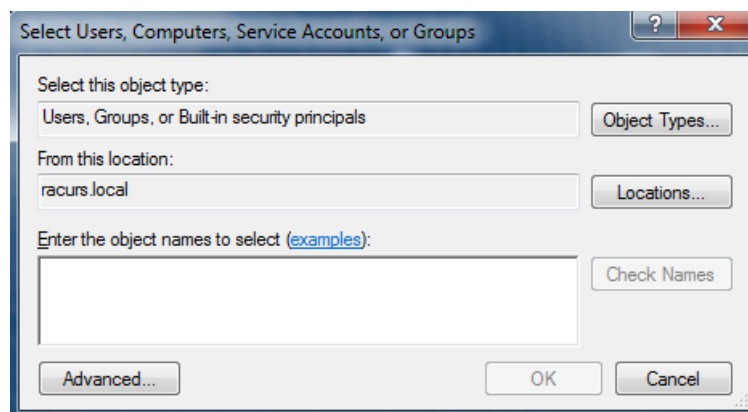 Select Users, Computers, Service Accounts, or Groups
?
X
Select this object type:
Users, Groups, or Built-in security principals
Object Types...
From this location:
racurs.local
Locations...
Enter the object names to select (examples):
Check Names
Advanced...
OK
Cancel